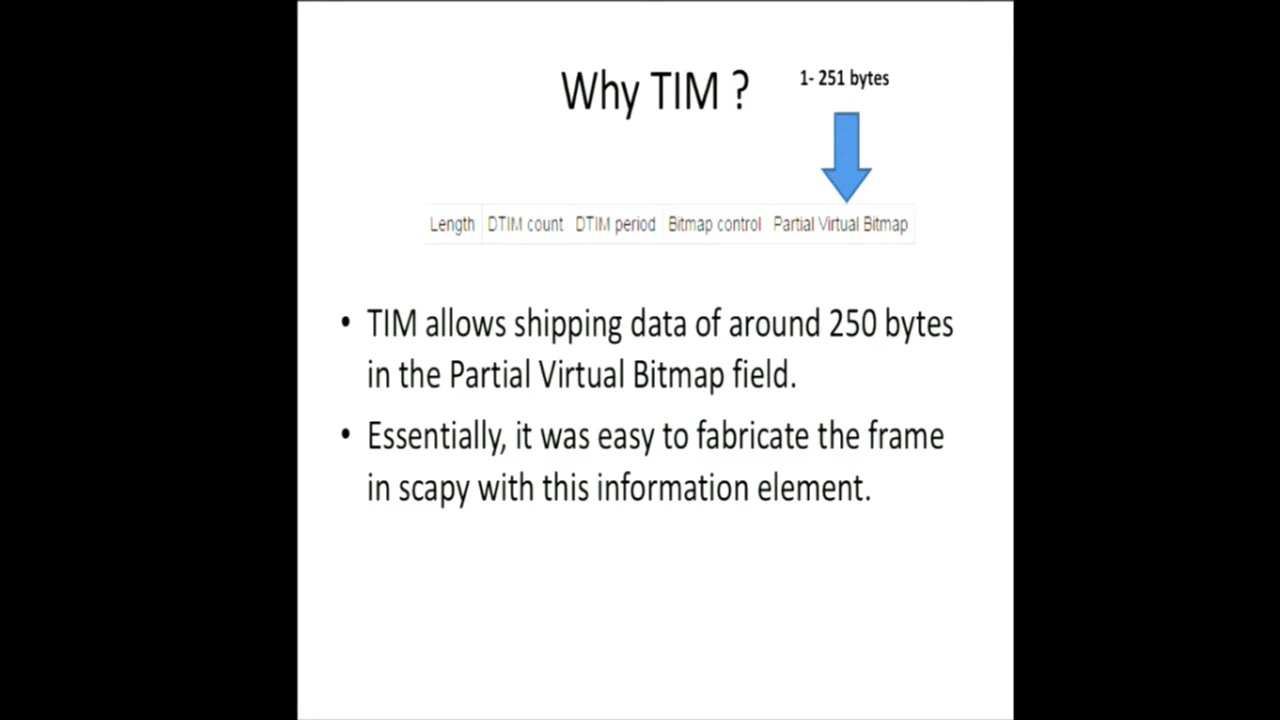 Why TIM ?
1- 251 bytes
Length DTIM count DTIM period Bitmap control Partial Virtual Bitmap
• TIM allows shipping data of around 250 bytes
in the Partial Virtual Bitmap field.
• Essentially, it was easy to fabricate the frame
in scapy with this information element.